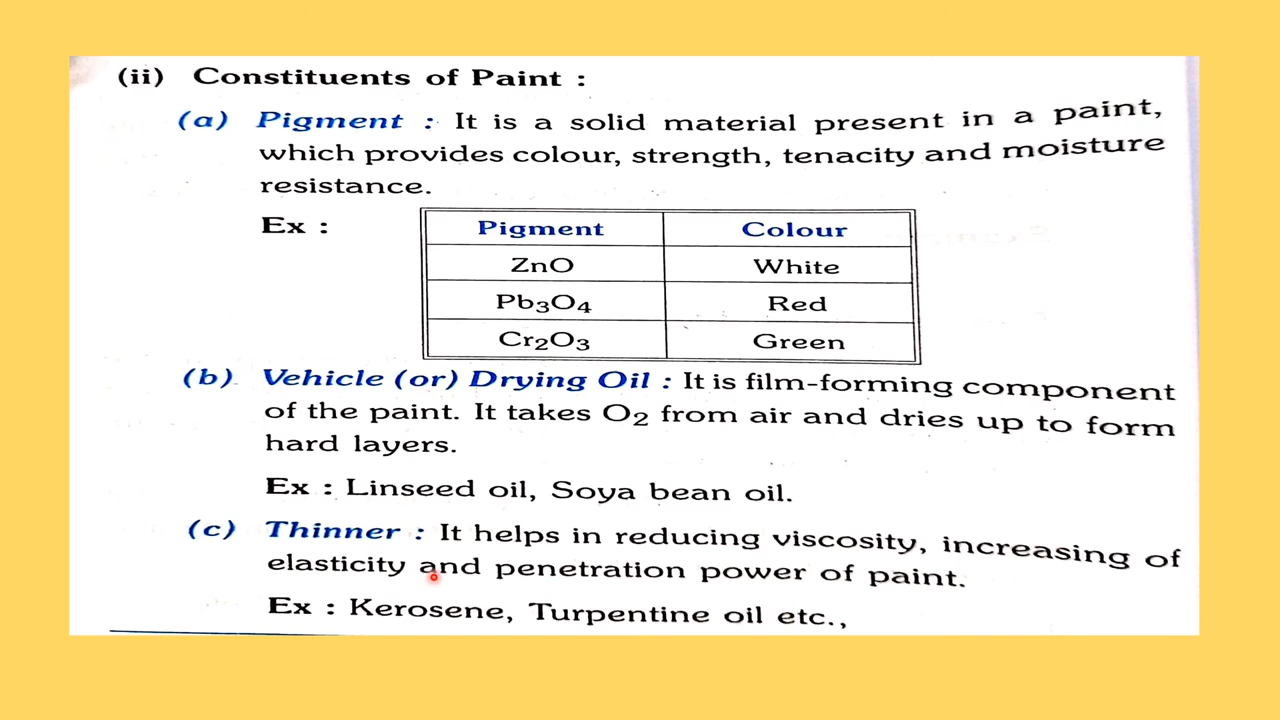 (ii) Constituents of Paint :
(a) Pigment : It is a solid material present in a paint,
which provides colour, strength, tenacity and moisture
resistance.
Ex :
Pigment Colour
ZnO White
Pb3O4 Red
Cr2O3 Green
(b) Vehicle (or) Drying Oil : It is film-forming component
of the paint. It takes O2 from air and dries up to form
hard layers.
Ex : Linseed oil, Soya bean oil.
(c) Thinner : It helps in reducing viscosity, increasing of
elasticity and penetration power of paint.
Ex : Kerosene, Turpentine oil etc.,